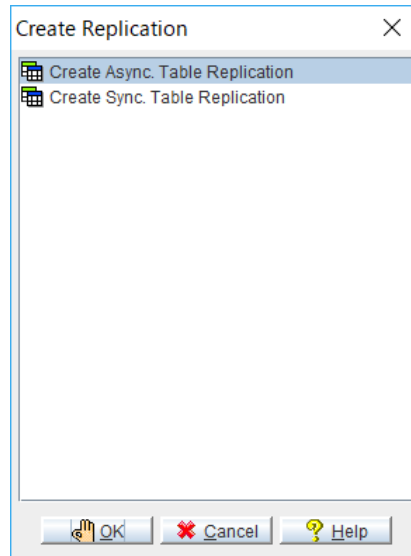 Create Replication
Create Async. Table Replication
Create Sync. Table Replication
OK Cancel Help